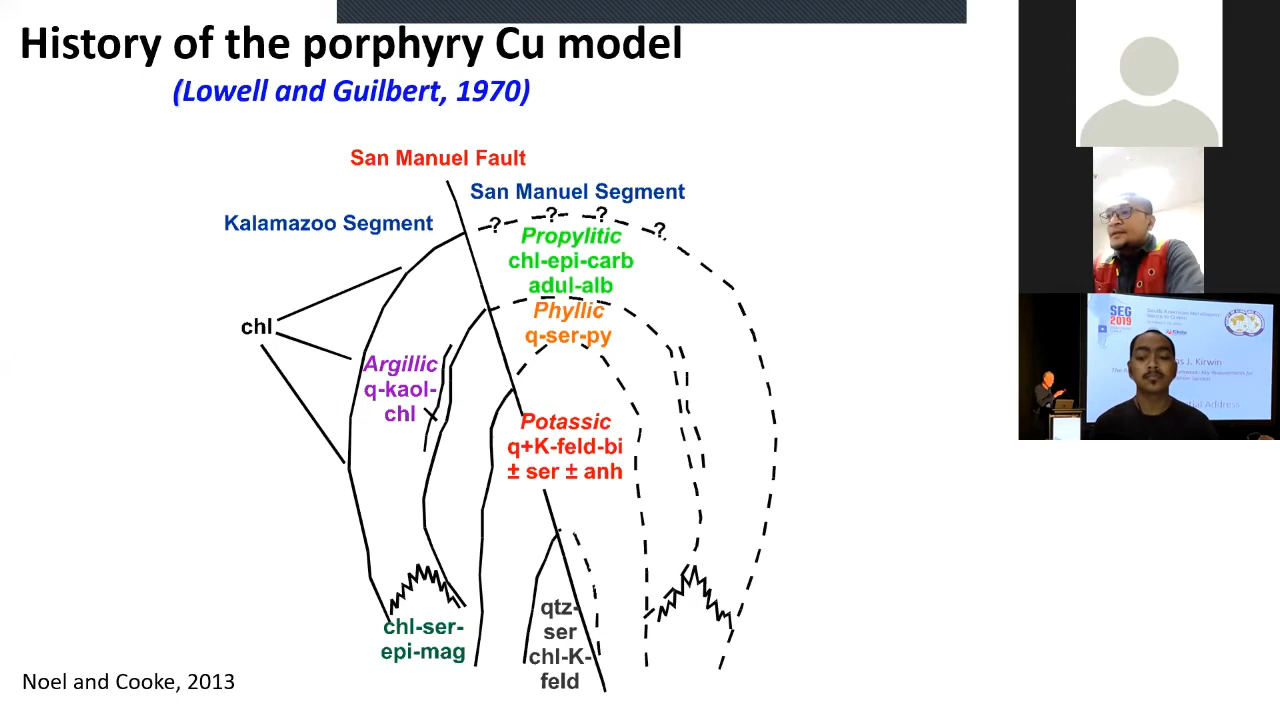 History of the porphyry Cu model
(Lowell and Guilbert, 1970)
San Manuel Fault
San Manuel Segment
Kalamazoo Segment
?
?
?
?
Propylitic
chl-epi-carb
adul-alb
Phyllic
q-ser-py
chl
Argillic
q-kaol-
chl
Potassic
q+K-feld-bi
± ser ± anh
qtz-
ser
chl-K-
feld
chl-ser-
epi-mag
Noel and Cooke, 2013
SEG
2019
s J. Kirwin
Address